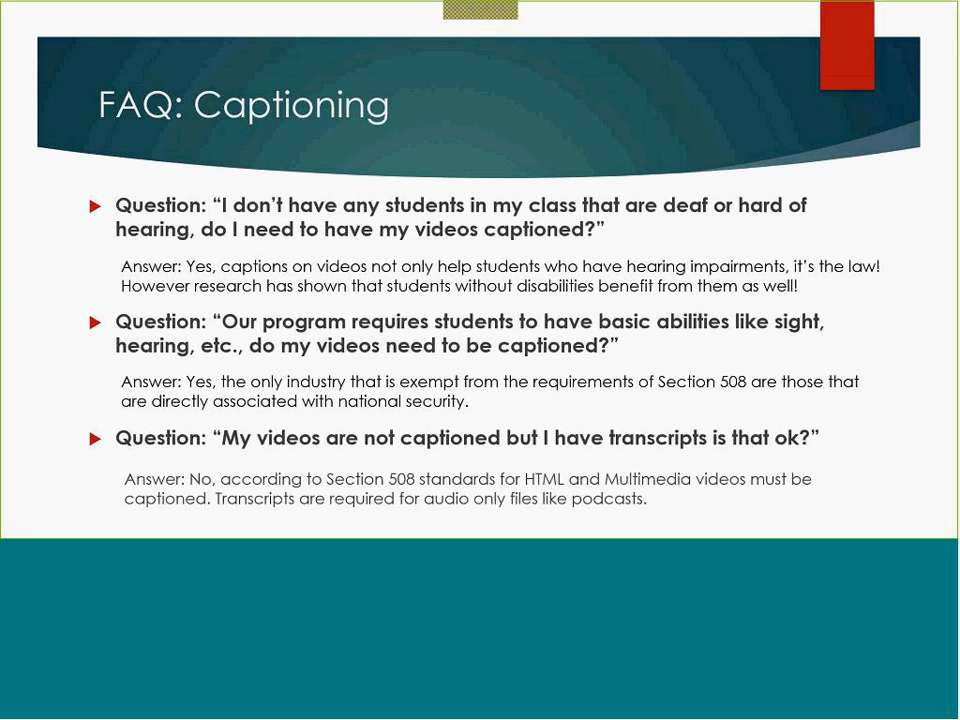 FAQ: Captioning
Question: “I don’t have any students in my class that are deaf or hard of
hearing, do I need to have my videos captioned?”
Answer: Yes, captions on videos not only help students who have hearing impairments, it’s the law!
However research has shown that students without disabilities benefit from them as well!
Question: “Our program requires students to have basic abilities like sight,
hearing, etc., do my videos need to be captioned?”
Answer: Yes, the only industry that is exempt from the requirements of Section 508 are those that
are directly associated with national security.
Question: “My videos are not captioned but I have transcripts is that ok?”
Answer: No, according to Section 508 standards for HTML and Multimedia videos must be
captioned. Transcripts are required for audio only files like podcasts.